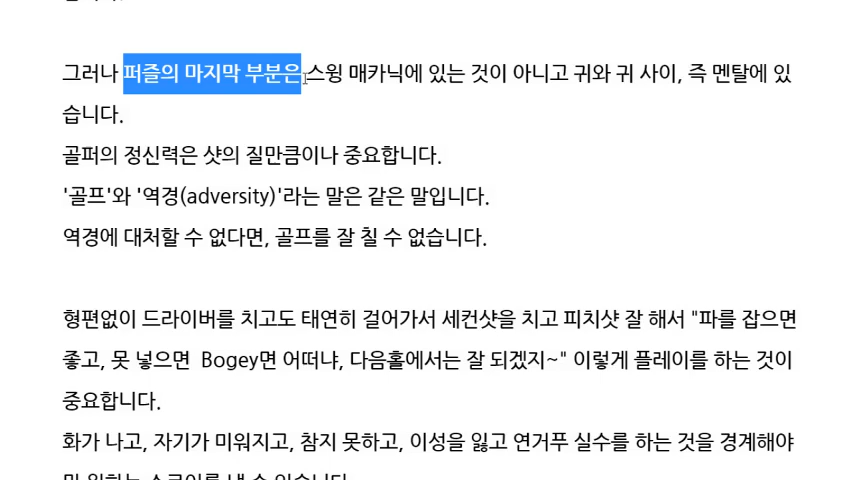 그러나 퍼즐의 마지막 부분은 스윙 매카닉에 있는 것이 아니고 귀와 귀 사이, 즉 멘탈에 있
습니다.
골퍼의 정신력은 샷의 질만큼이나 중요합니다.
'골프'와 '역경(adversity)'라는 말은 같은 말입니다.
역경에 대처할 수 없다면, 골프를 잘 칠 수 없습니다.
형편없이 드라이버를 치고도 태연히 걸어가서 세컨샷을 치고 피치샷 잘 해서 "파를 잡으면
좋고, 못 넣으면  Bogey면 어떠냐, 다음홀에서는 잘 되겠지~" 이렇게 플레이를 하는 것이
중요합니다.
화가 나고, 자기가 미워지고, 참지 못하고, 이성을 잃고 연거푸 실수를 하는 것을 경계해야